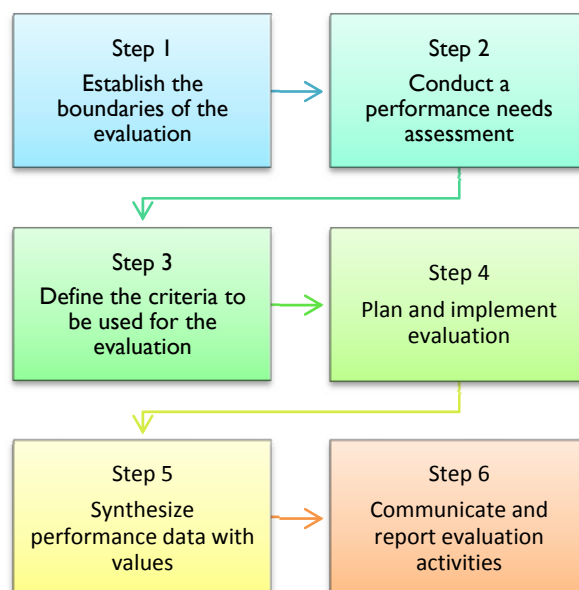 Step 1
Establish the
boundaries of the
evaluation
Step 2
Conduct a
performance needs
assessment
Step 3
Define the criteria to
be used for the
evaluation
Step 4
Plan and implement
evaluation
Step 5
Synthesize
performance data with
values
Step 6
Communicate and
report evaluation
activities